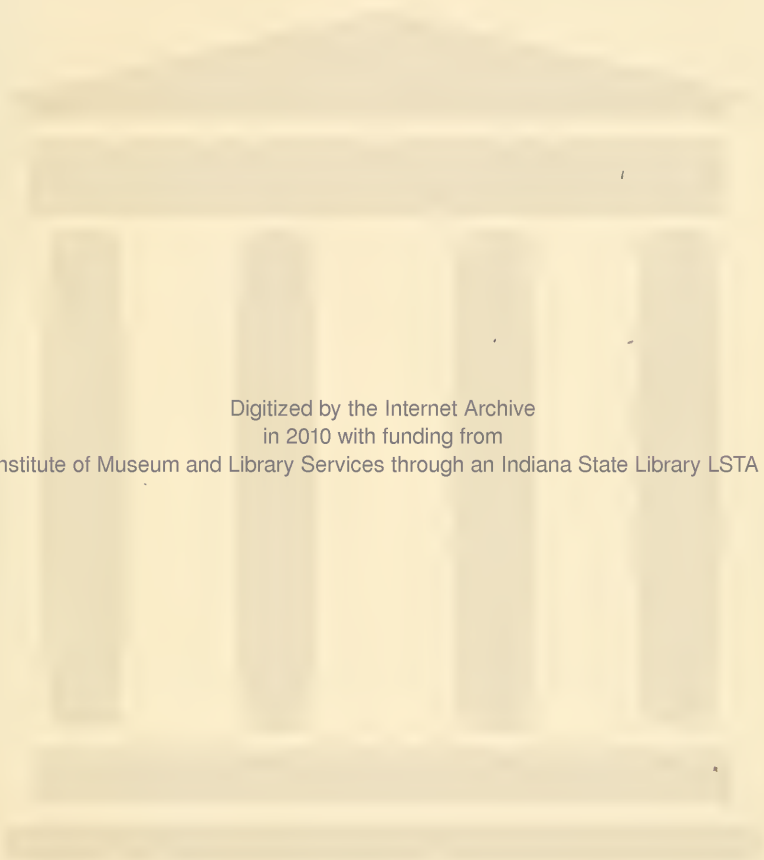 Digitized by the Internet Archive
in 2010 with funding from
nstitute of Museum and Library Services through an Indiana State Library LSTA